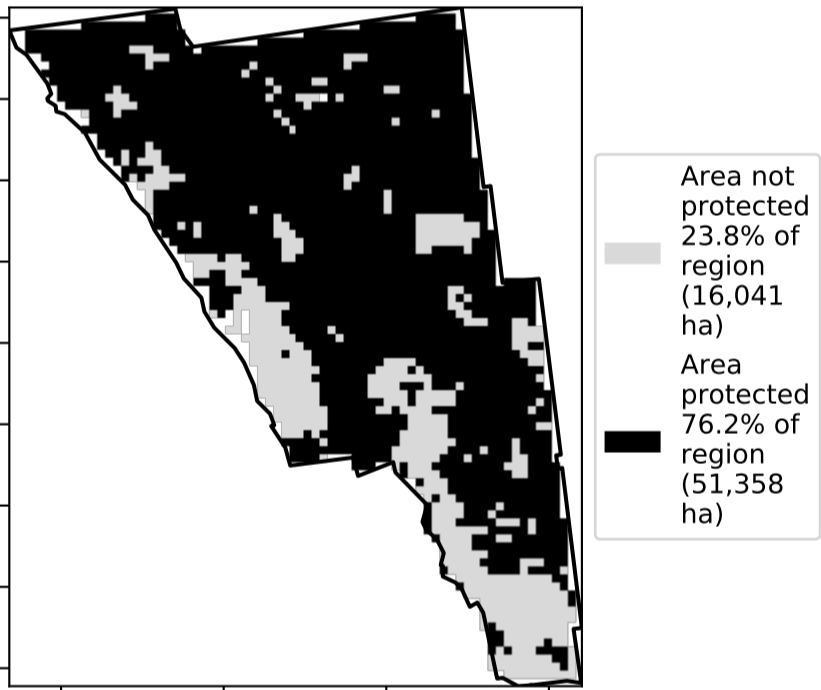 Area not
protected
23.8% of
region
(16,041
ha)
Area
protected
76.2% of
region
(51,358
ha)